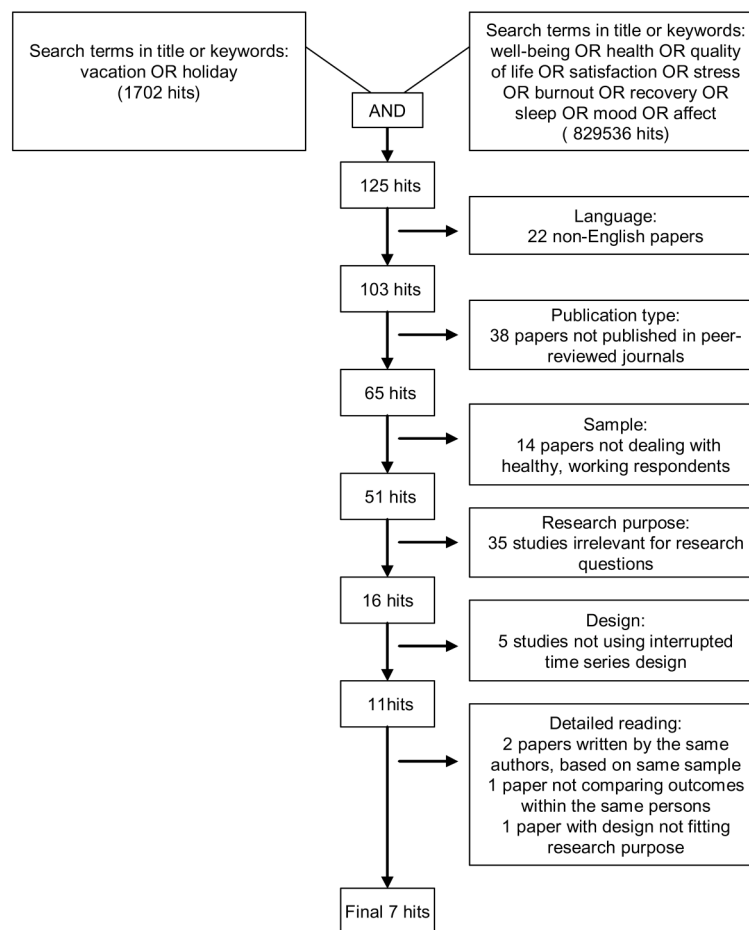 Search terms in title or keywords:
vacation OR holiday
(1702 hits)
Search terms in title or keywords:
well-being OR health OR quality
of life OR satisfaction OR stress
OR burnout OR recovery OR
sleep OR mood OR affect
( 829536 hits)
AND
125 hits
Language:
22 non-English papers
103 hits
Publication type:
38 papers not published in peer-
reviewed journals
65 hits
Sample:
14 papers not dealing with
healthy, working respondents
51 hits
Research purpose:
35 studies irrelevant for research
questions
16 hits
Design:
5 studies not using interrupted
time series design
11hits
Detailed reading:
2 papers written by the same
authors, based on same sample
1 paper not comparing outcomes
within the same persons
1 paper with design not fitting
research purpose
Final 7 hits